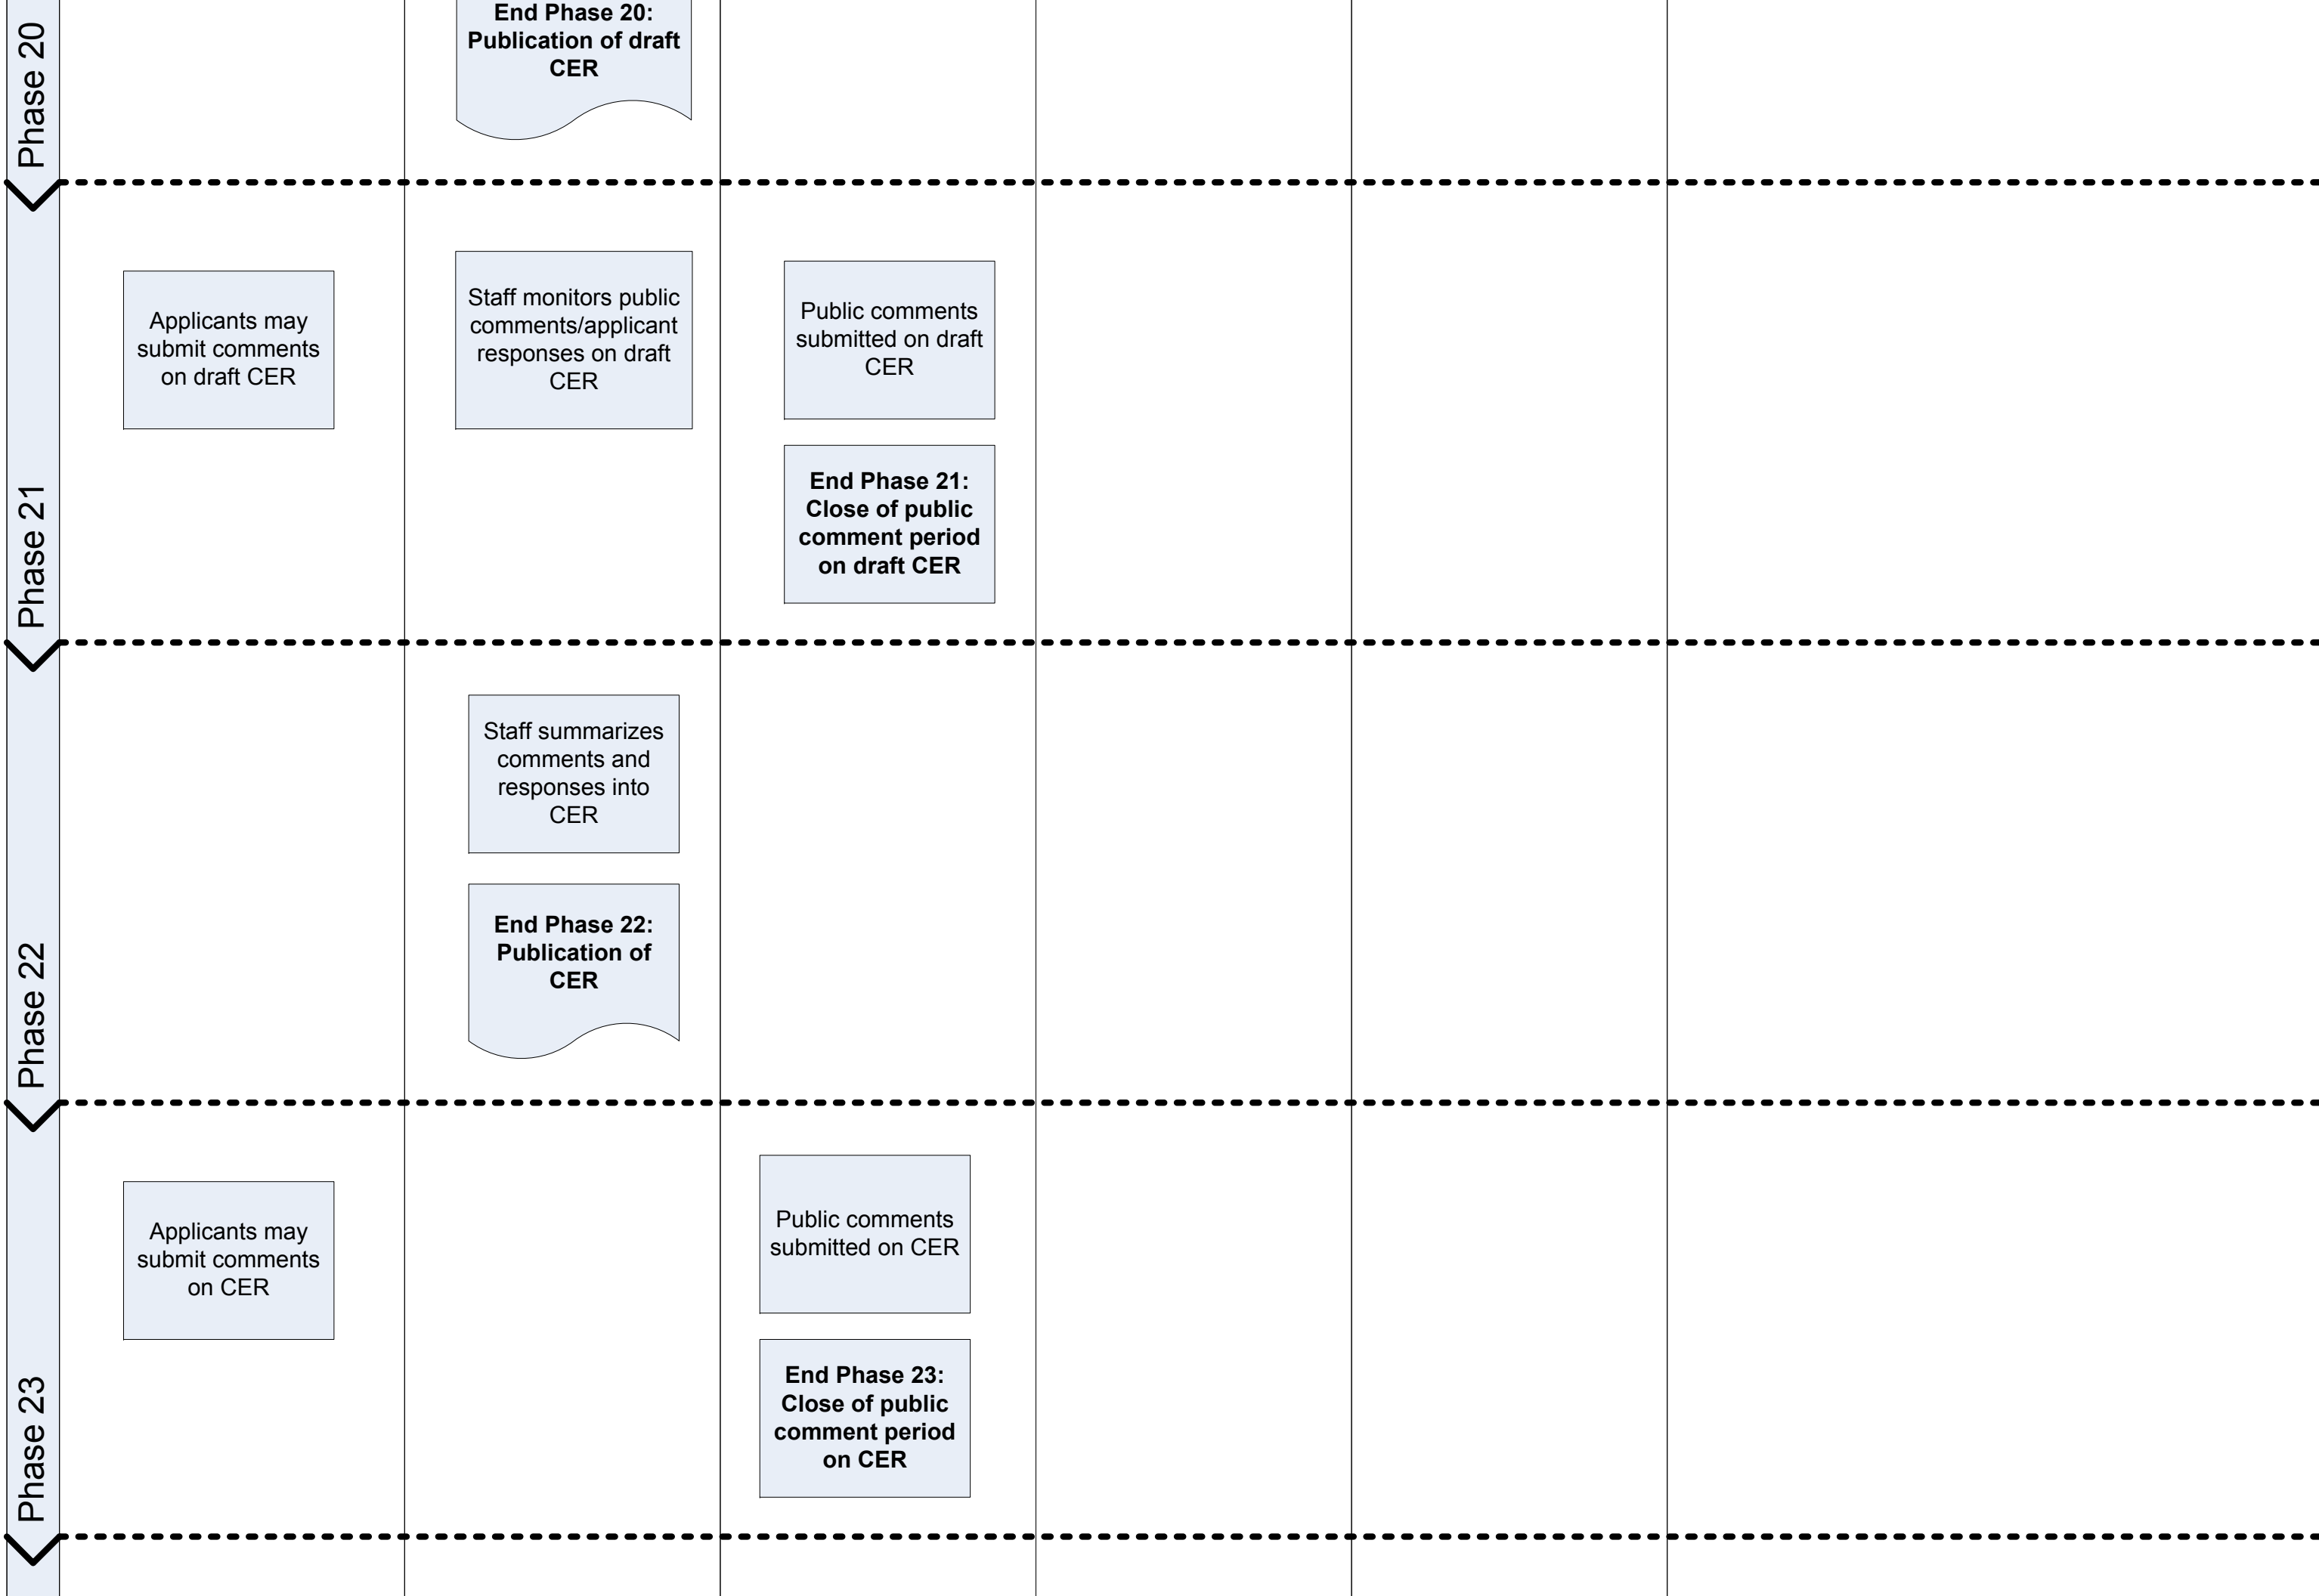 Phase 20
End Phase 20:
Publication of draft
CER
Phase 21
Applicants may
submit comments
on draft CER
Staff monitors public
comments/applicant
responses on draft
CER
Public comments
submitted on draft
CER
End Phase 21:
Close of public
comment period
on draft CER
Phase 22
Staff summarizes
comments and
responses into
CER
End Phase 22:
Publication of
CER
Phase 23
Applicants may
submit comments
on CER
Public comments
submitted on CER
End Phase 23:
Close of public
comment period
on CER